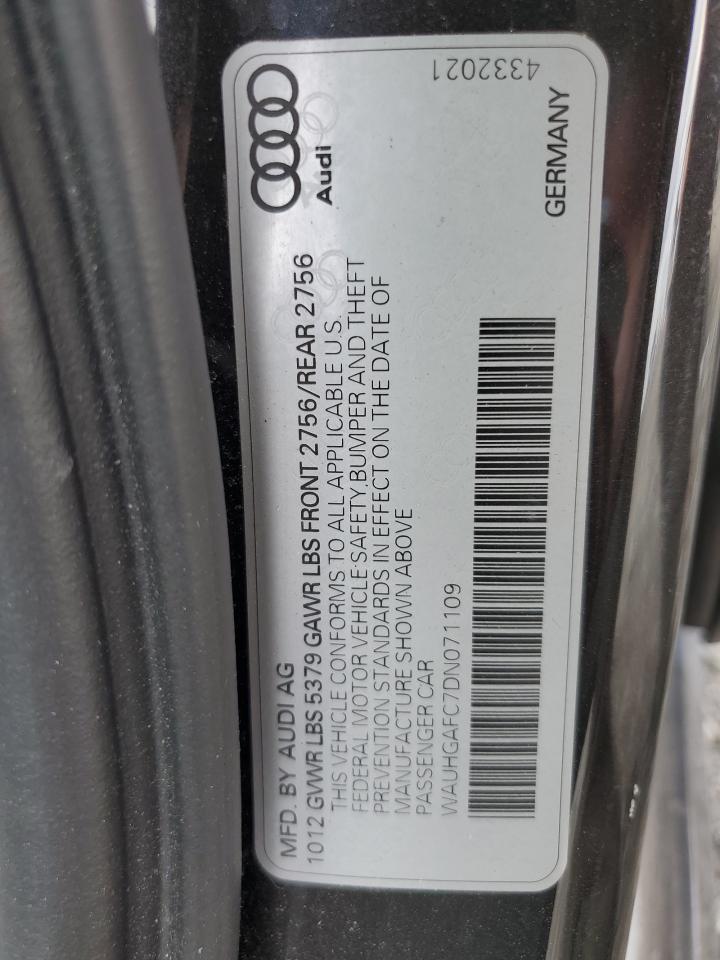 MFD. BY AUDI AG
1012 GVWR LBS 5379 GAWR LBS FRONT 2756/REAR 2756
THIS VEHICLE CONFORMS TO ALL APPLICABLE U.S.
FEDERAL MOTOR VEHICLE SAFETY, BUMPER AND THEFT
PREVENTION STANDARDS IN EFFECT ON THE DATE OF
MANUFACTURE SHOWN ABOVE
PASSENGER CAR
WAUHGAFC7DN071109
Audi
GERMANY
4332021